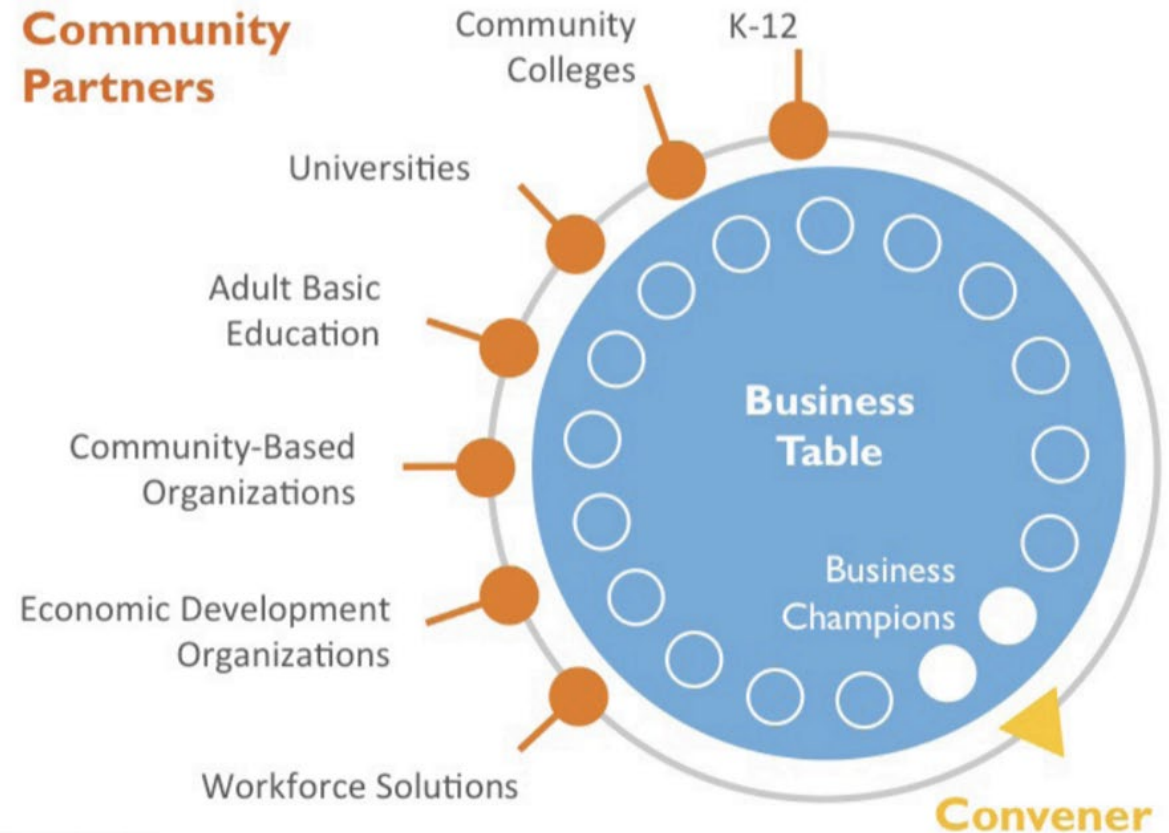 Community
Partners
Community
Colleges
K-12
Universities
Adult Basic
Education
Community-Based
Organizations
Economic Development
Organizations
Workforce Solutions
Business
Table
Business
Champions
Convener